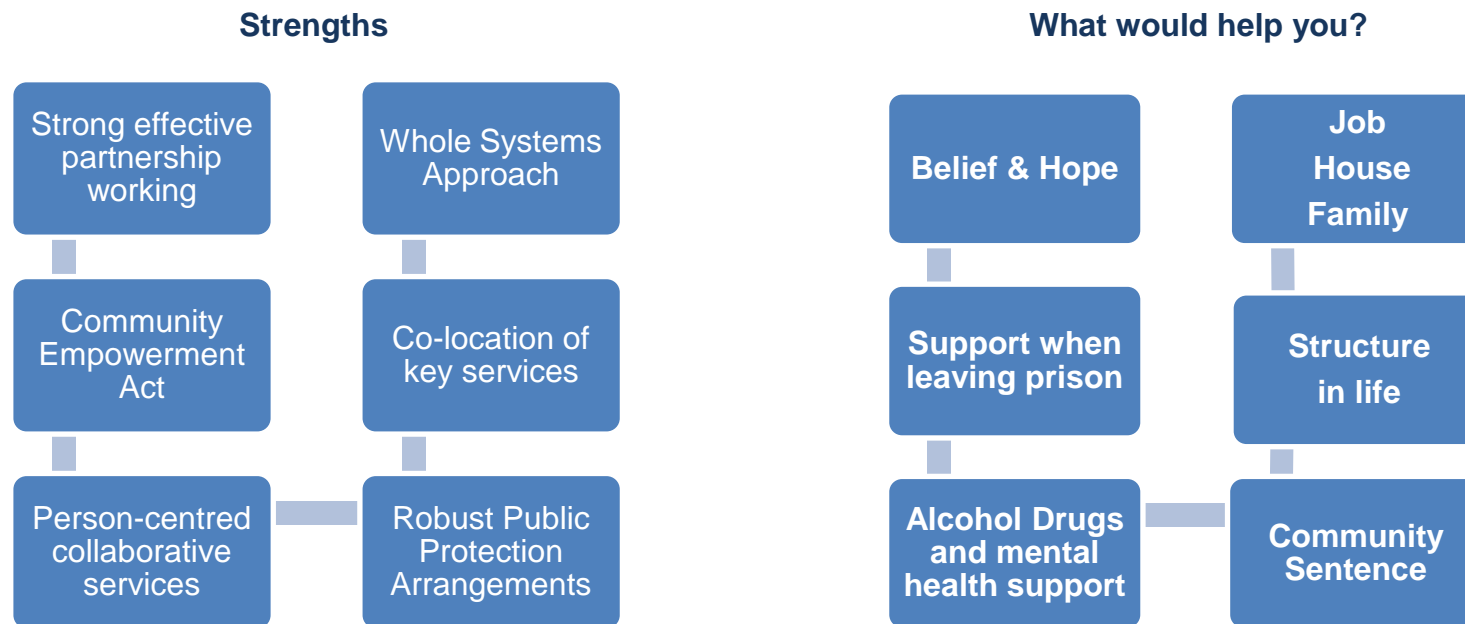 Strengths
Strong effective
partnership
working
Community
Empowerment
Act
Person-centred
collaborative
services
Robust Public
Protection
Arrangements
Co-location of
key services
Whole Systems
Approach
What would help you?
Belief & Hope
Support when
leaving prison
Alcohol Drugs
and mental
health support
Community
Sentence
Structure
in life
Job
House
Family